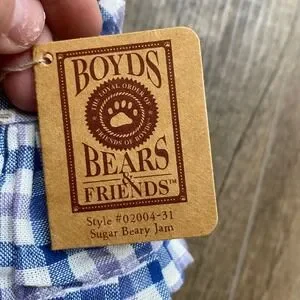 BOYDS
THE LOYAL ORDER OF
FRIENDS OF BOYDS
BEARS
&
FRIENDS™
Style #02004-31
Sugar Beary Jam